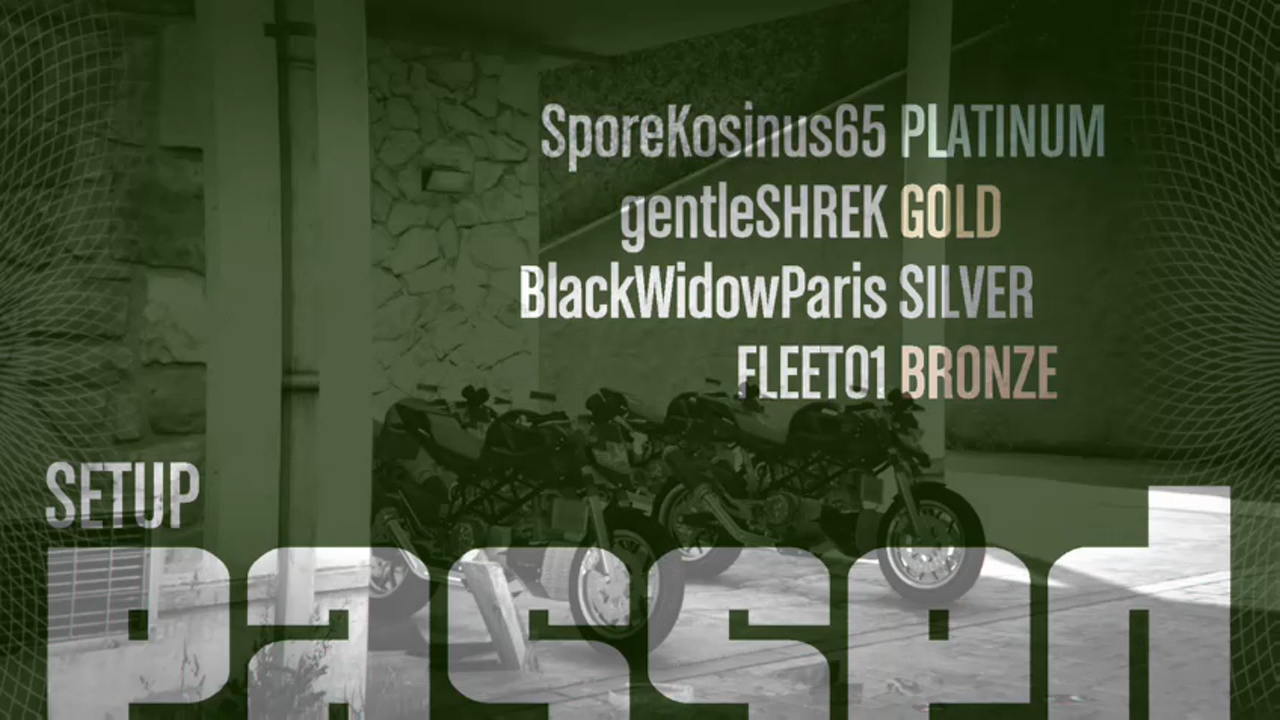 SporeKosinus65 PLATINUM
gentleSHREK GOLD
BlackWidowParis SILVER
FLEET01 BRONZE
SETUP
passed